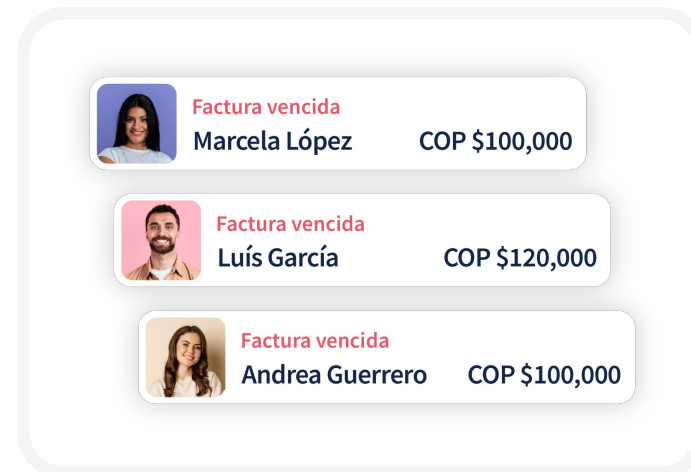 Factura vencida
Marcela López COP $100,000
Factura vencida
Luís García COP $120,000
Factura vencida
Andrea Guerrero COP $100,000